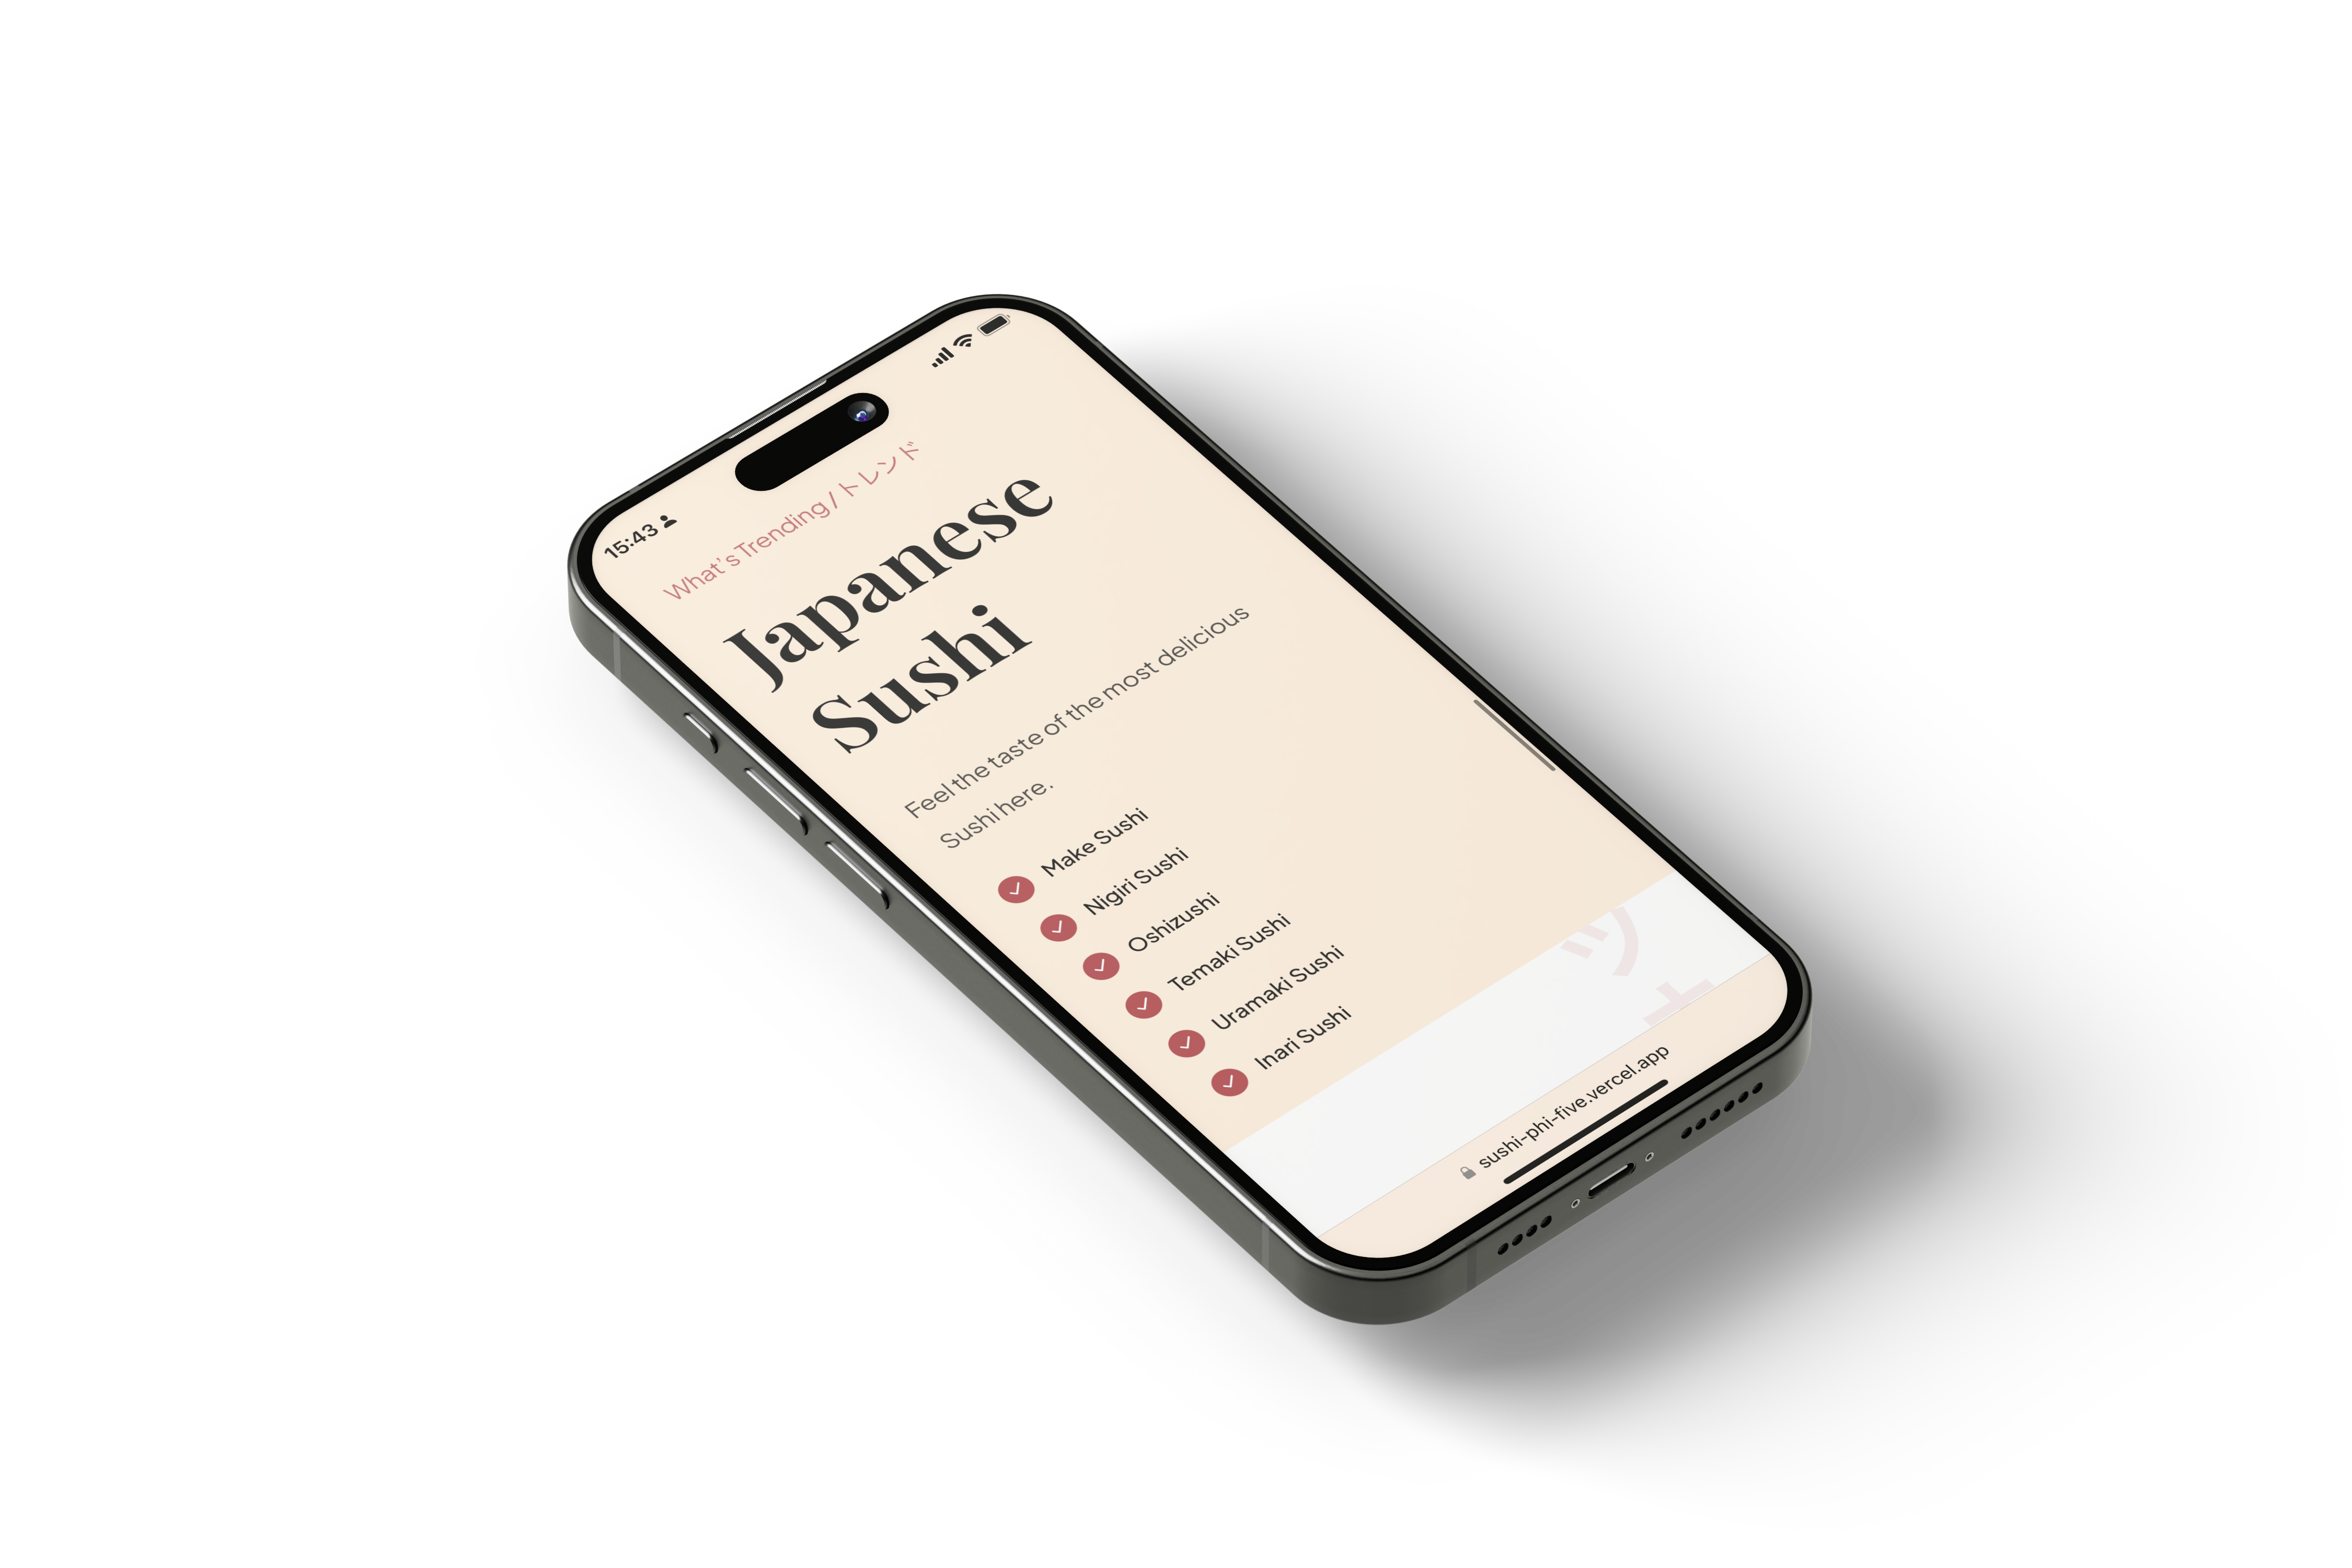 15:43
What's Trending / トレンド
Japanese
Sushi
Feel the taste of the most delicious
Sushi here.
Make Sushi
Nigiri Sushi
Oshizushi
Temaki Sushi
Uramaki Sushi
Inari Sushi
sushi-phi-five.vercel.app